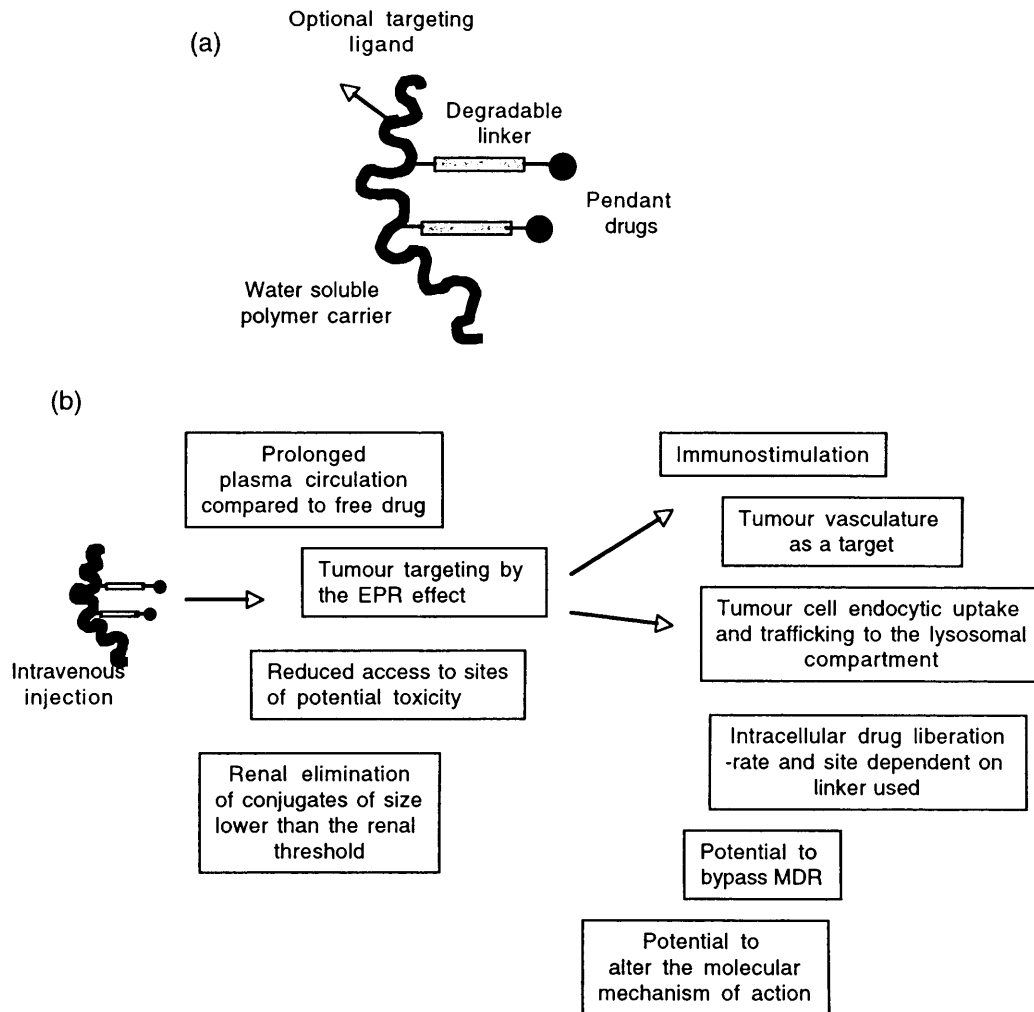 (a)
Optional targeting
ligand
Degradable
linker
Pendant
drugs
Water soluble
polymer carrier
(b)
Prolonged
plasma circulation
compared to free drug
Tumour targeting by
the EPR effect
Reduced access to sites
of potential toxicity
Renal elimination
of conjugates of size
lower than the renal
threshold
Intravenous
injection
Immunostimulation
Tumour vasculature
as a target
Tumour cell endocytic uptake
and trafficking to the lysosomal
compartment
Intracellular drug liberation
-rate and site dependent on
linker used
Potential to
bypass MDR
Potential to
alter the molecular
mechanism of action